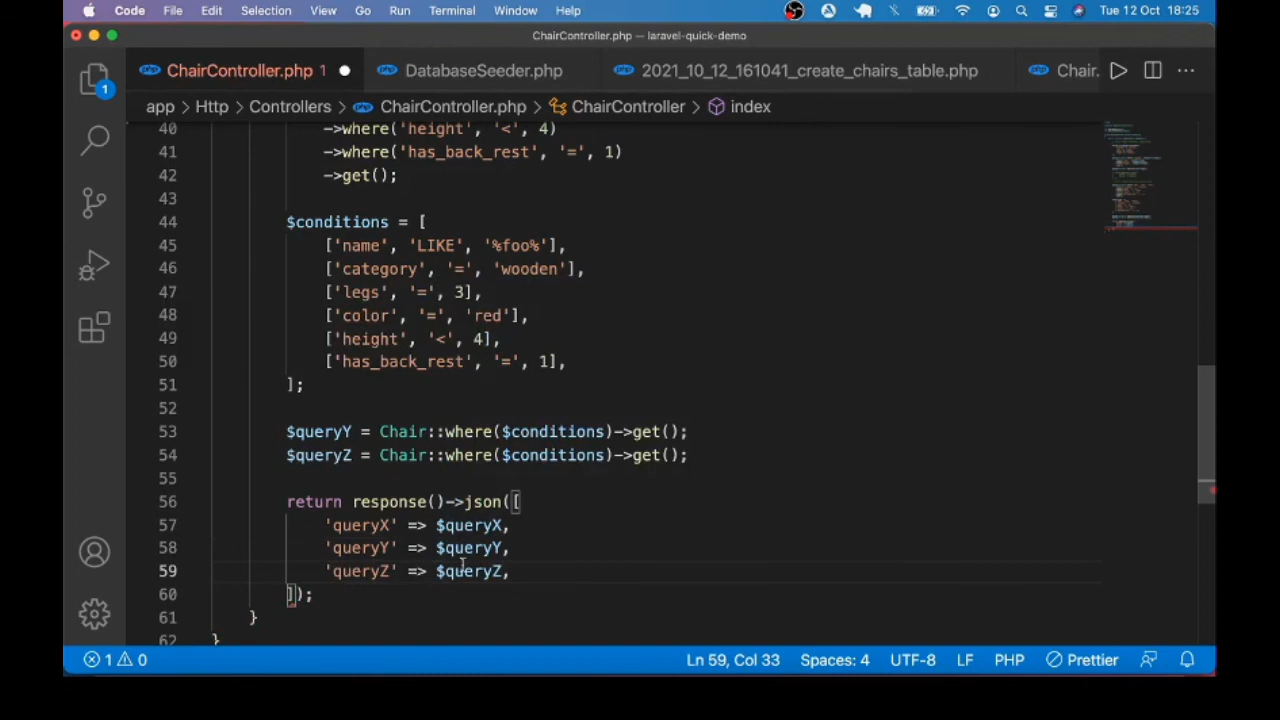 Code File Edit Selection View Go Run Terminal Window Help Tue 12 Oct 18:25
ChairController.php — laravel-quick-demo
php ChairController.php 1 php DatabaseSeeder.php php 2021_10_12_161041_create_chairs_table.php php Chair. ···
1
app > Http > Controllers > php ChairController.php > ChairController > index
40 ->where('height', '<', 4)
41 ->where('has_back_rest', '=', 1)
42 ->get();
43
44 $conditions = [
45 ['name', 'LIKE', '%foo%'],
46 ['category', '=', 'wooden'],
47 ['legs', '=', 3],
48 ['color', '=', 'red'],
49 ['height', '<', 4],
50 ['has_back_rest', '=', 1],
51 ];
52
53 $queryY = Chair::where($conditions)->get();
54 $queryZ = Chair::where($conditions)->get();
55
56 return response()->json([
57 'queryX' => $queryX,
58 'queryY' => $queryY,
59 'queryZ' => $queryZ,
60 ]);
61 }
62 }
1 0 Ln 59, Col 33 Spaces: 4 UTF-8 LF PHP Prettier